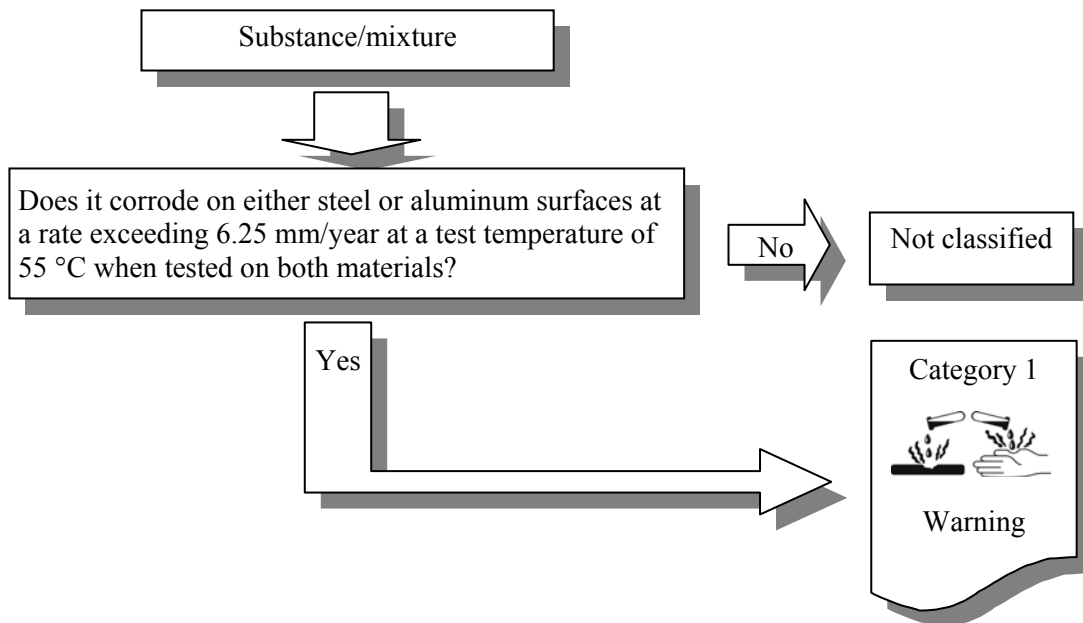 Substance/mixture
Does it corrode on either steel or aluminum surfaces at
a rate exceeding 6.25 mm/year at a test temperature of
55 °C when tested on both materials?
No
Not classified
Yes
Category 1
Warning